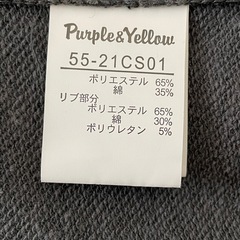 Purple&Yellow
55-21CS01
ポリエステル 65%
綿 35%
リブ部分
ポリエステル 65%
綿 30%
ポリウレタン 5%